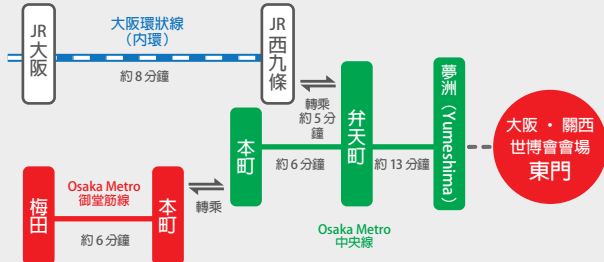 JR 大阪
大阪環狀線
（內環）
約8分鐘
JR 西九條
轉乘
約5分
鐘
本町
約6分鐘
弁天町
約13分鐘
夢洲（Yumeshima）
大阪・關西
世博會會場
東門
梅田
Osaka Metro
御堂筋線
約6分鐘
本町
轉乘
Osaka Metro
中央線